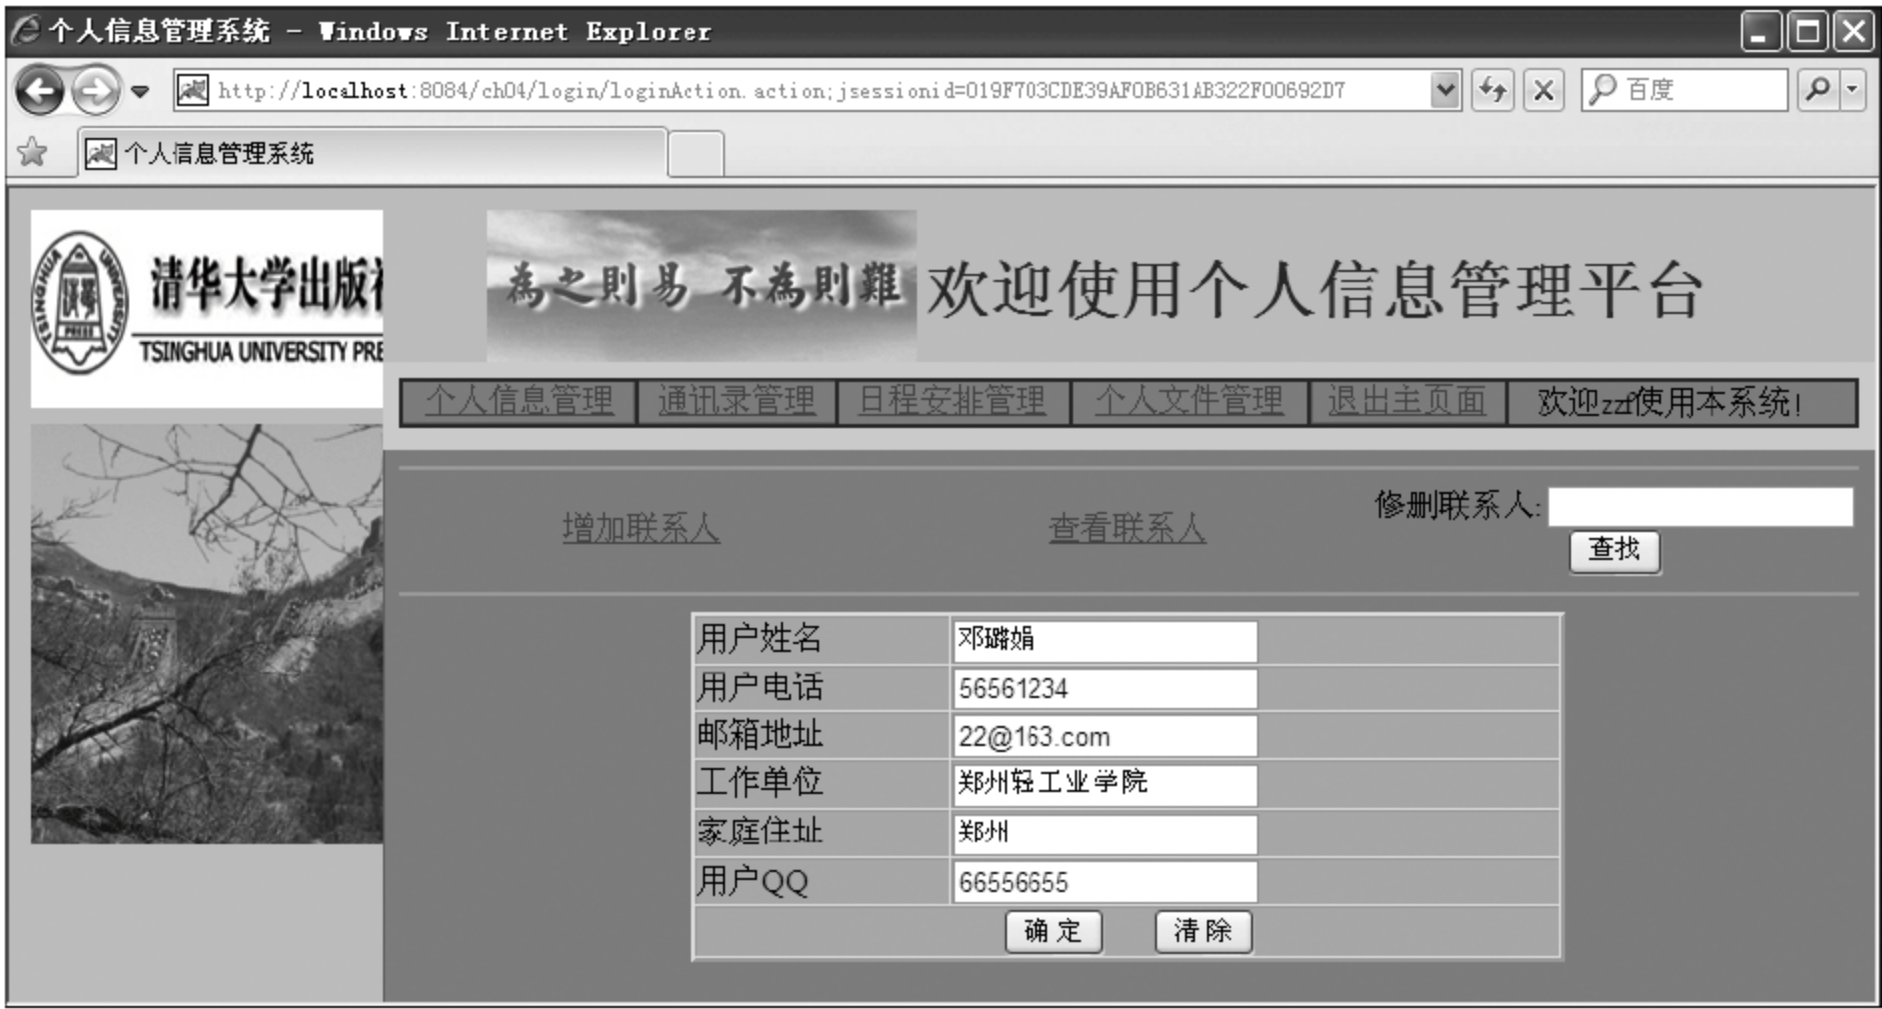 个人信息管理系统 - Windows Internet Explorer
http://localhost:8084/ch04/login/loginAction.action;jsessionid=019F703CDE39AF0B631AB322F00692D7
百度
个人信息管理系统
清华大学出版
TSINGHUA UNIVERSITY PRE
TSINGHUA UNIVERSITY
PRESS
為之則易 不為則難
欢迎使用个人信息管理平台
个人信息管理 通讯录管理 日程安排管理 个人文件管理 退出主页面 欢迎zzf使用本系统!
增加联系人 查看联系人 修删联系人:
查找
用户姓名 邓璐娟
用户电话 56561234
邮箱地址 22@163.com
工作单位 郑州轻工业学院
家庭住址 郑州
用户QQ 66556655
确定 清除